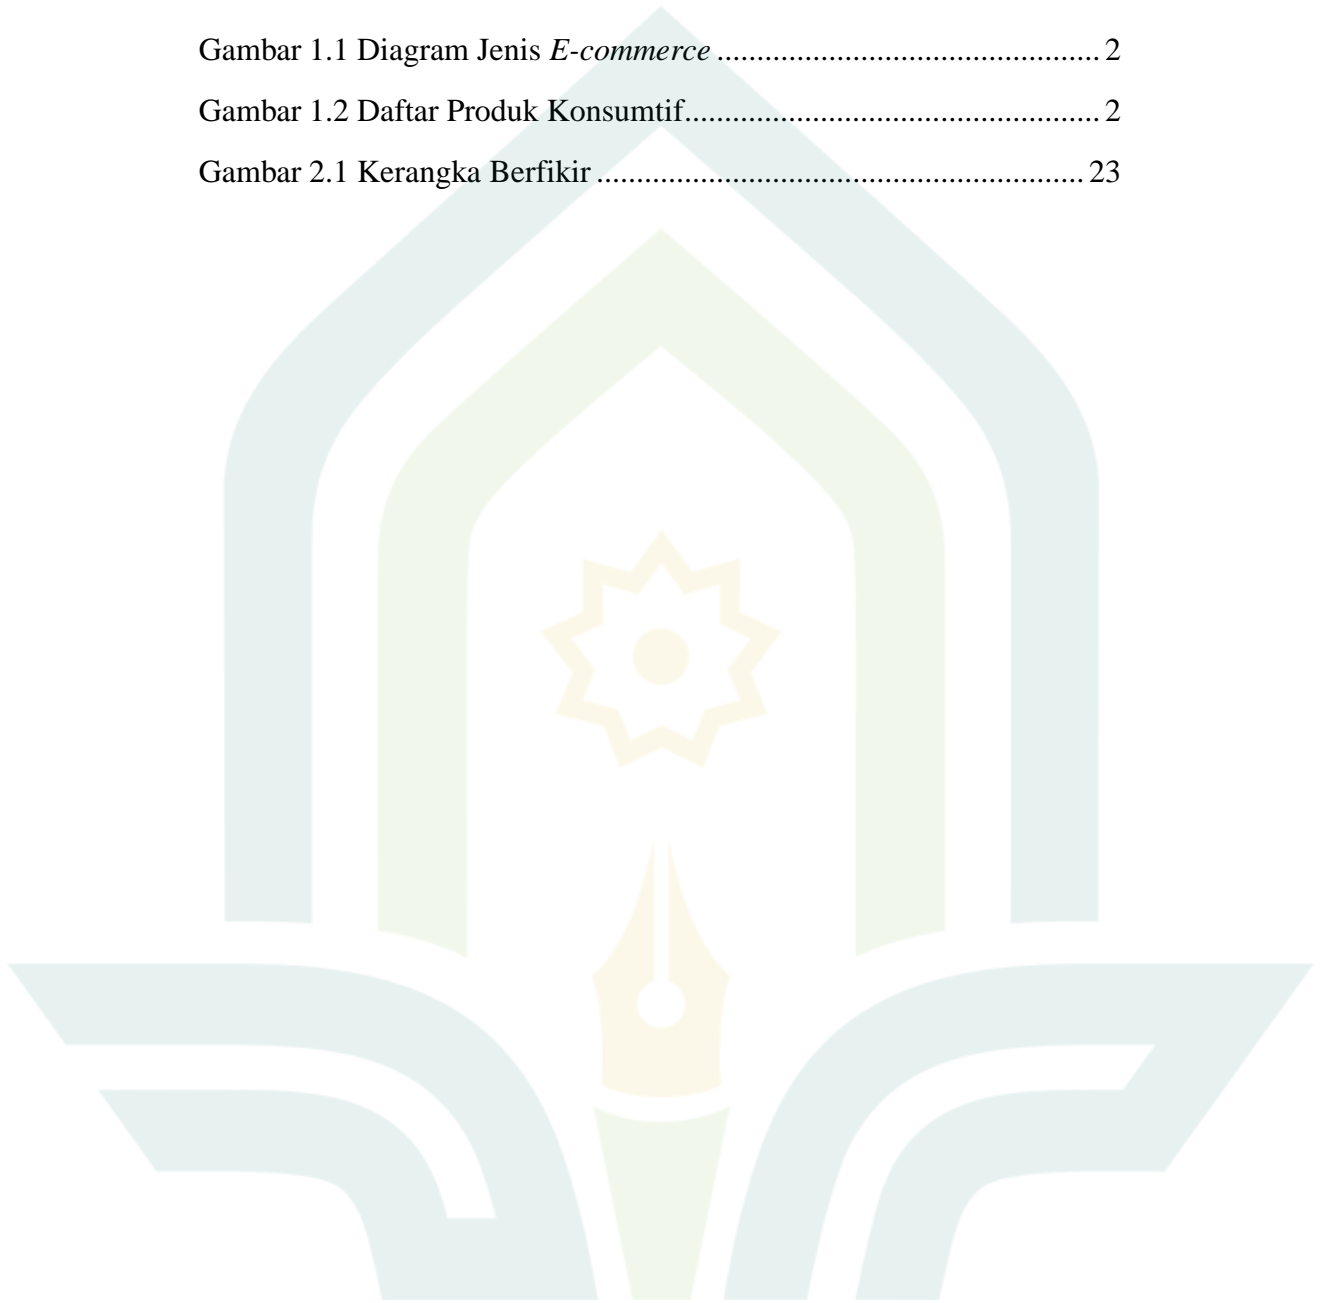 Gambar 1.1 Diagram Jenis E-commerce ................................................ 2
Gambar 1.2 Daftar Produk Konsumtif.................................................... 2
Gambar 2.1 Kerangka Berfikir ............................................................. 23